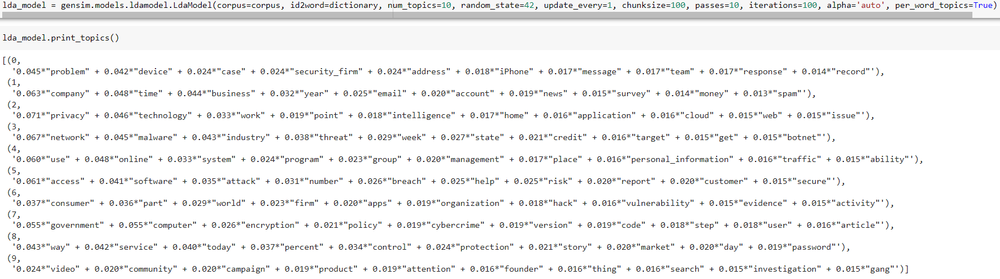 lda_model = gensim.models.ldamodel.LdaModel(corpus=corpus, id2word=dictionary, num_topics=10, random_state=42, update_every=1, chunksize=100, passes=10, iterations=100, alpha='auto', per_word_topics=True)
lda_model.print_topics()
[(0,
'0.045*"problem" + 0.042*"device" + 0.024*"case" + 0.024*"security_firm" + 0.024*"address" + 0.018*"iPhone" + 0.017*"message" + 0.017*"team" + 0.017*"response" + 0.014*"record"'),
(1,
'0.063*"company" + 0.048*"time" + 0.044*"business" + 0.032*"year" + 0.025*"email" + 0.020*"account" + 0.019*"news" + 0.015*"survey" + 0.014*"money" + 0.013*"spam"'),
(2,
'0.071*"privacy" + 0.046*"technology" + 0.033*"work" + 0.019*"point" + 0.018*"intelligence" + 0.017*"home" + 0.016*"application" + 0.016*"cloud" + 0.015*"web" + 0.015*"issue"'),
(3,
'0.067*"network" + 0.045*"malware" + 0.043*"industry" + 0.038*"threat" + 0.029*"week" + 0.027*"state" + 0.021*"credit" + 0.016*"target" + 0.015*"get" + 0.015*"botnet"'),
(4,
'0.060*"use" + 0.048*"online" + 0.033*"system" + 0.024*"program" + 0.023*"group" + 0.020*"management" + 0.017*"place" + 0.016*"personal_information" + 0.016*"traffic" + 0.015*"ability"'),
(5,
'0.061*"access" + 0.041*"software" + 0.035*"attack" + 0.031*"number" + 0.026*"breach" + 0.025*"help" + 0.025*"risk" + 0.020*"report" + 0.020*"customer" + 0.015*"secure"'),
(6,
'0.037*"consumer" + 0.036*"part" + 0.029*"world" + 0.023*"firm" + 0.020*"apps" + 0.019*"organization" + 0.018*"hack" + 0.016*"vulnerability" + 0.015*"evidence" + 0.015*"activity"'),
(7,
'0.055*"government" + 0.055*"computer" + 0.026*"encryption" + 0.021*"policy" + 0.019*"cybercrime" + 0.019*"version" + 0.019*"code" + 0.018*"step" + 0.018*"user" + 0.016*"article"'),
(8,
'0.043*"way" + 0.042*"service" + 0.040*"today" + 0.037*"percent" + 0.034*"control" + 0.024*"protection" + 0.021*"story" + 0.020*"market" + 0.020*"day" + 0.019*"password"'),
(9,
'0.024*"video" + 0.020*"community" + 0.020*"campaign" + 0.019*"product" + 0.019*"attention" + 0.016*"founder" + 0.016*"thing" + 0.016*"search" + 0.015*"investigation" + 0.015*"gang"')]